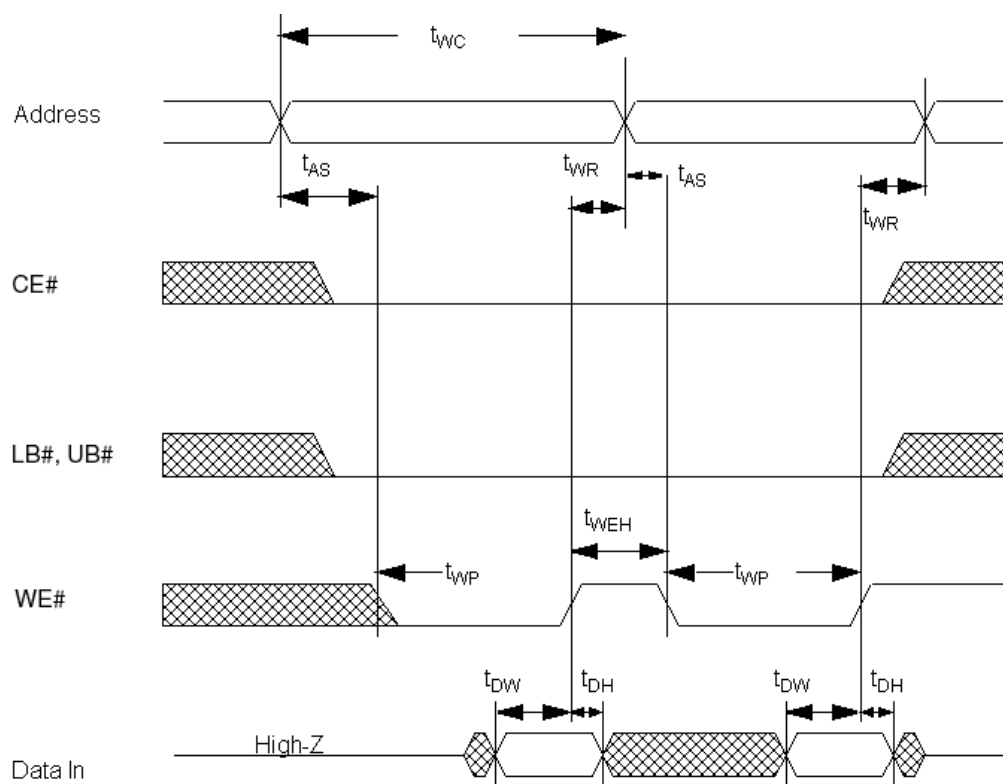 tWC
Address
tAS
tWR
tAS
tWR
CE#
LB#, UB#
tWEH
tWP
tWP
WE#
tDW
tDH
tDW
tDH
High-Z
Data In